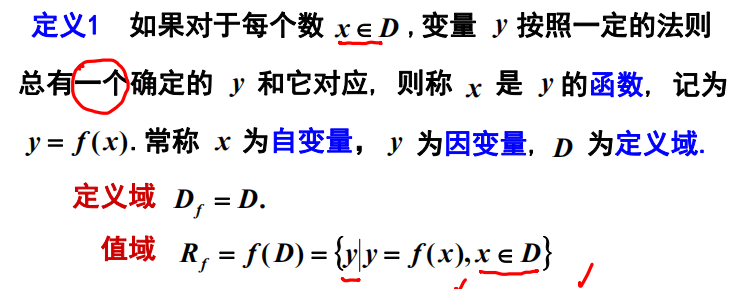 定义1 如果对于每个数 x∈D,变量 y 按照一定的法则
总有一个确定的 y 和它对应, 则称 x 是 y 的函数, 记为
y = f(x). 常称 x 为自变量, y 为因变量, D 为定义域.
定义域 D_f = D.
值域 R_f = f(D) = {y|y = f(x), x∈D}